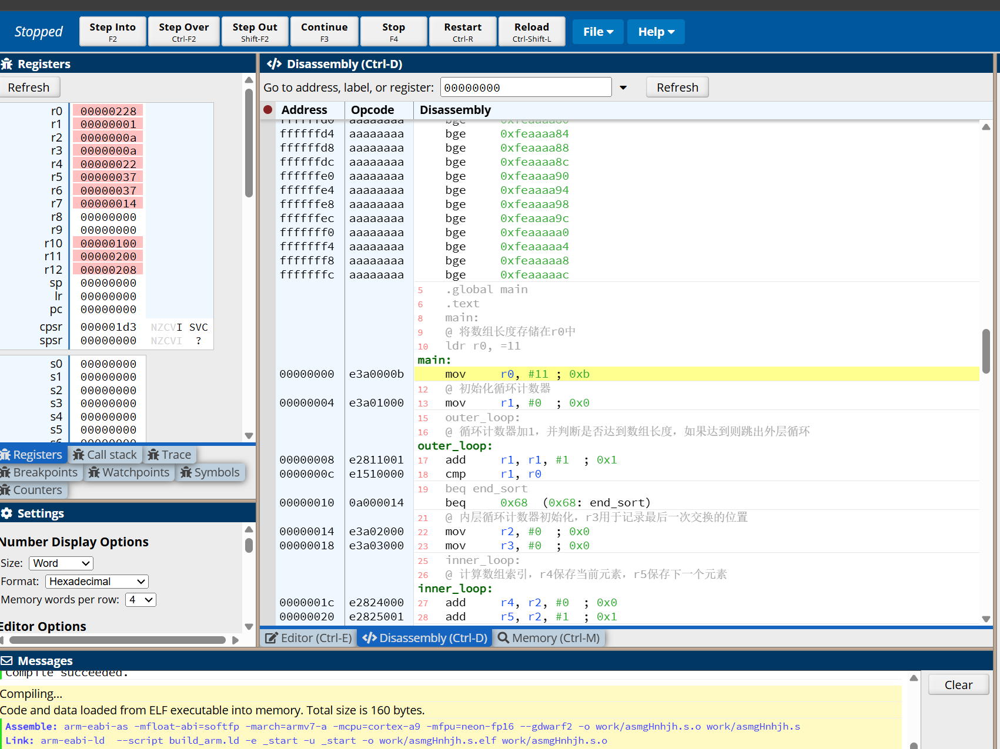 Stopped
Step Into
F2
Step Over
Ctrl-F2
Step Out
Shift-F2
Continue
F3
Stop
F4
Restart
Ctrl-R
Reload
Ctrl-Shift-L
File
Help
Registers
Refresh
r0 00000228
r1 00000001
r2 0000000a
r3 0000000a
r4 00000022
r5 00000037
r6 00000037
r7 00000014
r8 00000000
r9 00000000
r10 00000100
r11 00000200
r12 00000208
sp 00000000
lr 00000000
pc 00000000
cpsr 000001d3 NZCVI SVC
spsr 00000000 NZCVI ?
s0 00000000
s1 00000000
s2 00000000
s3 00000000
s4 00000000
s5 00000000
s6 00000000
Registers Call stack Trace
Breakpoints Watchpoints Symbols
Counters
Settings
Number Display Options
Size: Word
Format: Hexadecimal
Memory words per row: 4
Editor Options
Disassembly (Ctrl-D)
Go to address, label, or register: 00000000 Refresh
Address Opcode Disassembly
ffffffd0 aaaaaaaa bge 0xfeaaaa80
ffffffd4 aaaaaaaa bge 0xfeaaaa84
ffffffd8 aaaaaaaa bge 0xfeaaaa88
ffffffdc aaaaaaaa bge 0xfeaaaa8c
ffffffe0 aaaaaaaa bge 0xfeaaaa90
ffffffe4 aaaaaaaa bge 0xfeaaaa94
ffffffe8 aaaaaaaa bge 0xfeaaaa98
ffffffec aaaaaaaa bge 0xfeaaaa9c
fffffff0 aaaaaaaa bge 0xfeaaaaa0
fffffff4 aaaaaaaa bge 0xfeaaaaa4
fffffff8 aaaaaaaa bge 0xfeaaaaa8
fffffffc aaaaaaaa bge 0xfeaaaaac
5 .global main
6 .text
8 main:
9 @ 将数组长度存储在r0中
10 ldr r0, =11
main:
00000000 e3a0000b mov r0, #11 ; 0xb
12 @ 初始化循环计数器
00000004 e3a01000 13 mov r1, #0 ; 0x0
15 outer_loop:
16 @ 循环计数器加1，并判断是否达到数组长度，如果达到则跳出外层循环
outer_loop:
00000008 e2811001 17 add r1, r1, #1 ; 0x1
0000000c e1510000 18 cmp r1, r0
19 beq end_sort
00000010 0a000014 beq 0x68 (0x68: end_sort)
21 @ 内层循环计数器初始化，r3用于记录最后一次交换的位置
00000014 e3a02000 22 mov r2, #0 ; 0x0
00000018 e3a03000 23 mov r3, #0 ; 0x0
25 inner_loop:
26 @ 计算数组索引，r4保存当前元素，r5保存下一个元素
inner_loop:
0000001c e2824000 27 add r4, r2, #0 ; 0x0
00000020 e2825001 28 add r5, r2, #1 ; 0x1
Editor (Ctrl-E) Disassembly (Ctrl-D) Memory (Ctrl-M)
Messages
Compile succeeded.
Clear
Compiling...
Code and data loaded from ELF executable into memory. Total size is 160 bytes.
Assemble: arm-eabi-as -mfloat-abi=softfp -march=armv7-a -mcpu=cortex-a9 -mfpu=neon-fp16 --gdwarf2 -o work/asmgHnhjh.s.o work/asmgHnhjh.s
Link: arm-eabi-ld --script build_arm.ld -e _start -u _start -o work/asmgHnhjh.s.elf work/asmgHnhjh.s.o